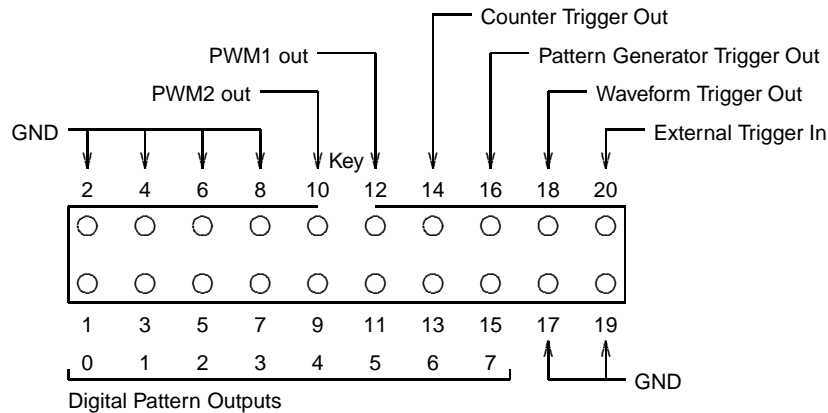 Counter Trigger Out
PWM1 out
Pattern Generator Trigger Out
PWM2 out
Waveform Trigger Out
GND
External Trigger In
Key
2 4 6 8 10 12 14 16 18 20
1 3 5 7 9 11 13 15 17 19
0 1 2 3 4 5 6 7
GND
Digital Pattern Outputs